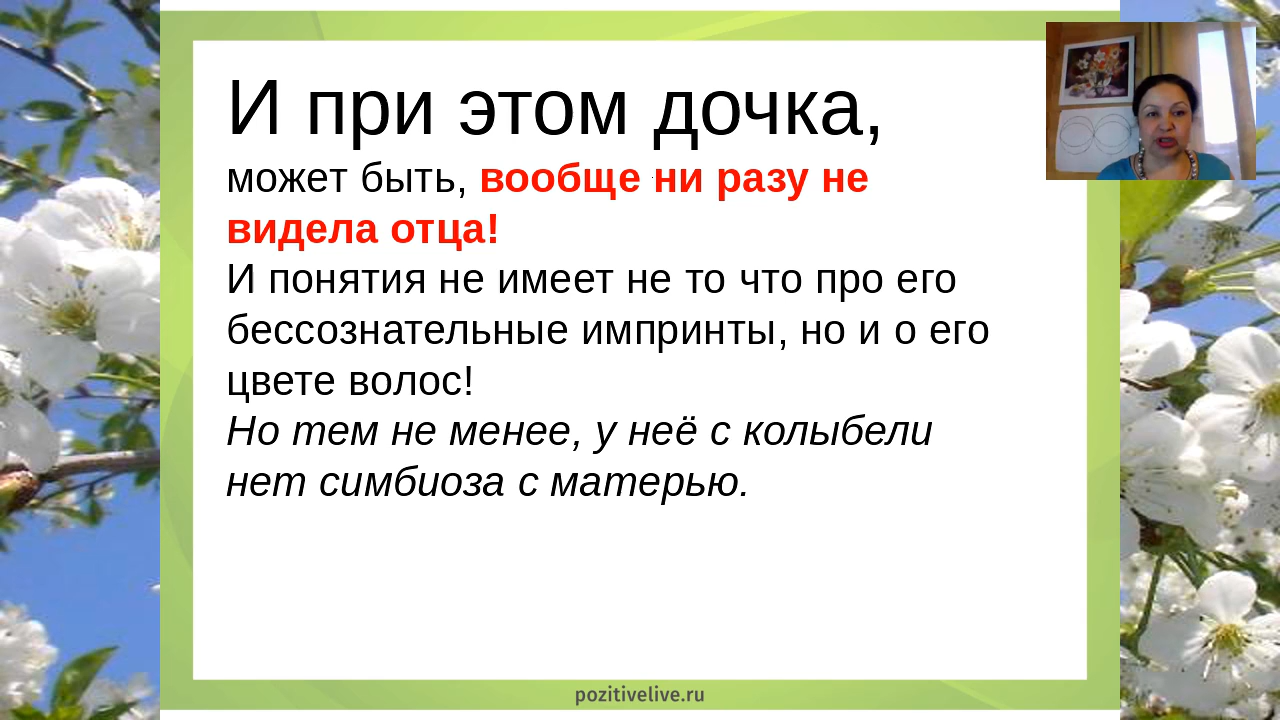 И при этом дочка,
может быть, вообще ни разу не
видела отца!
И понятия не имеет не то что про его
бессознательные импринты, но и о его
цвете волос!
Но тем не менее, у неё с колыбели
нет симбиоза с матерью.
pozitivelive.ru